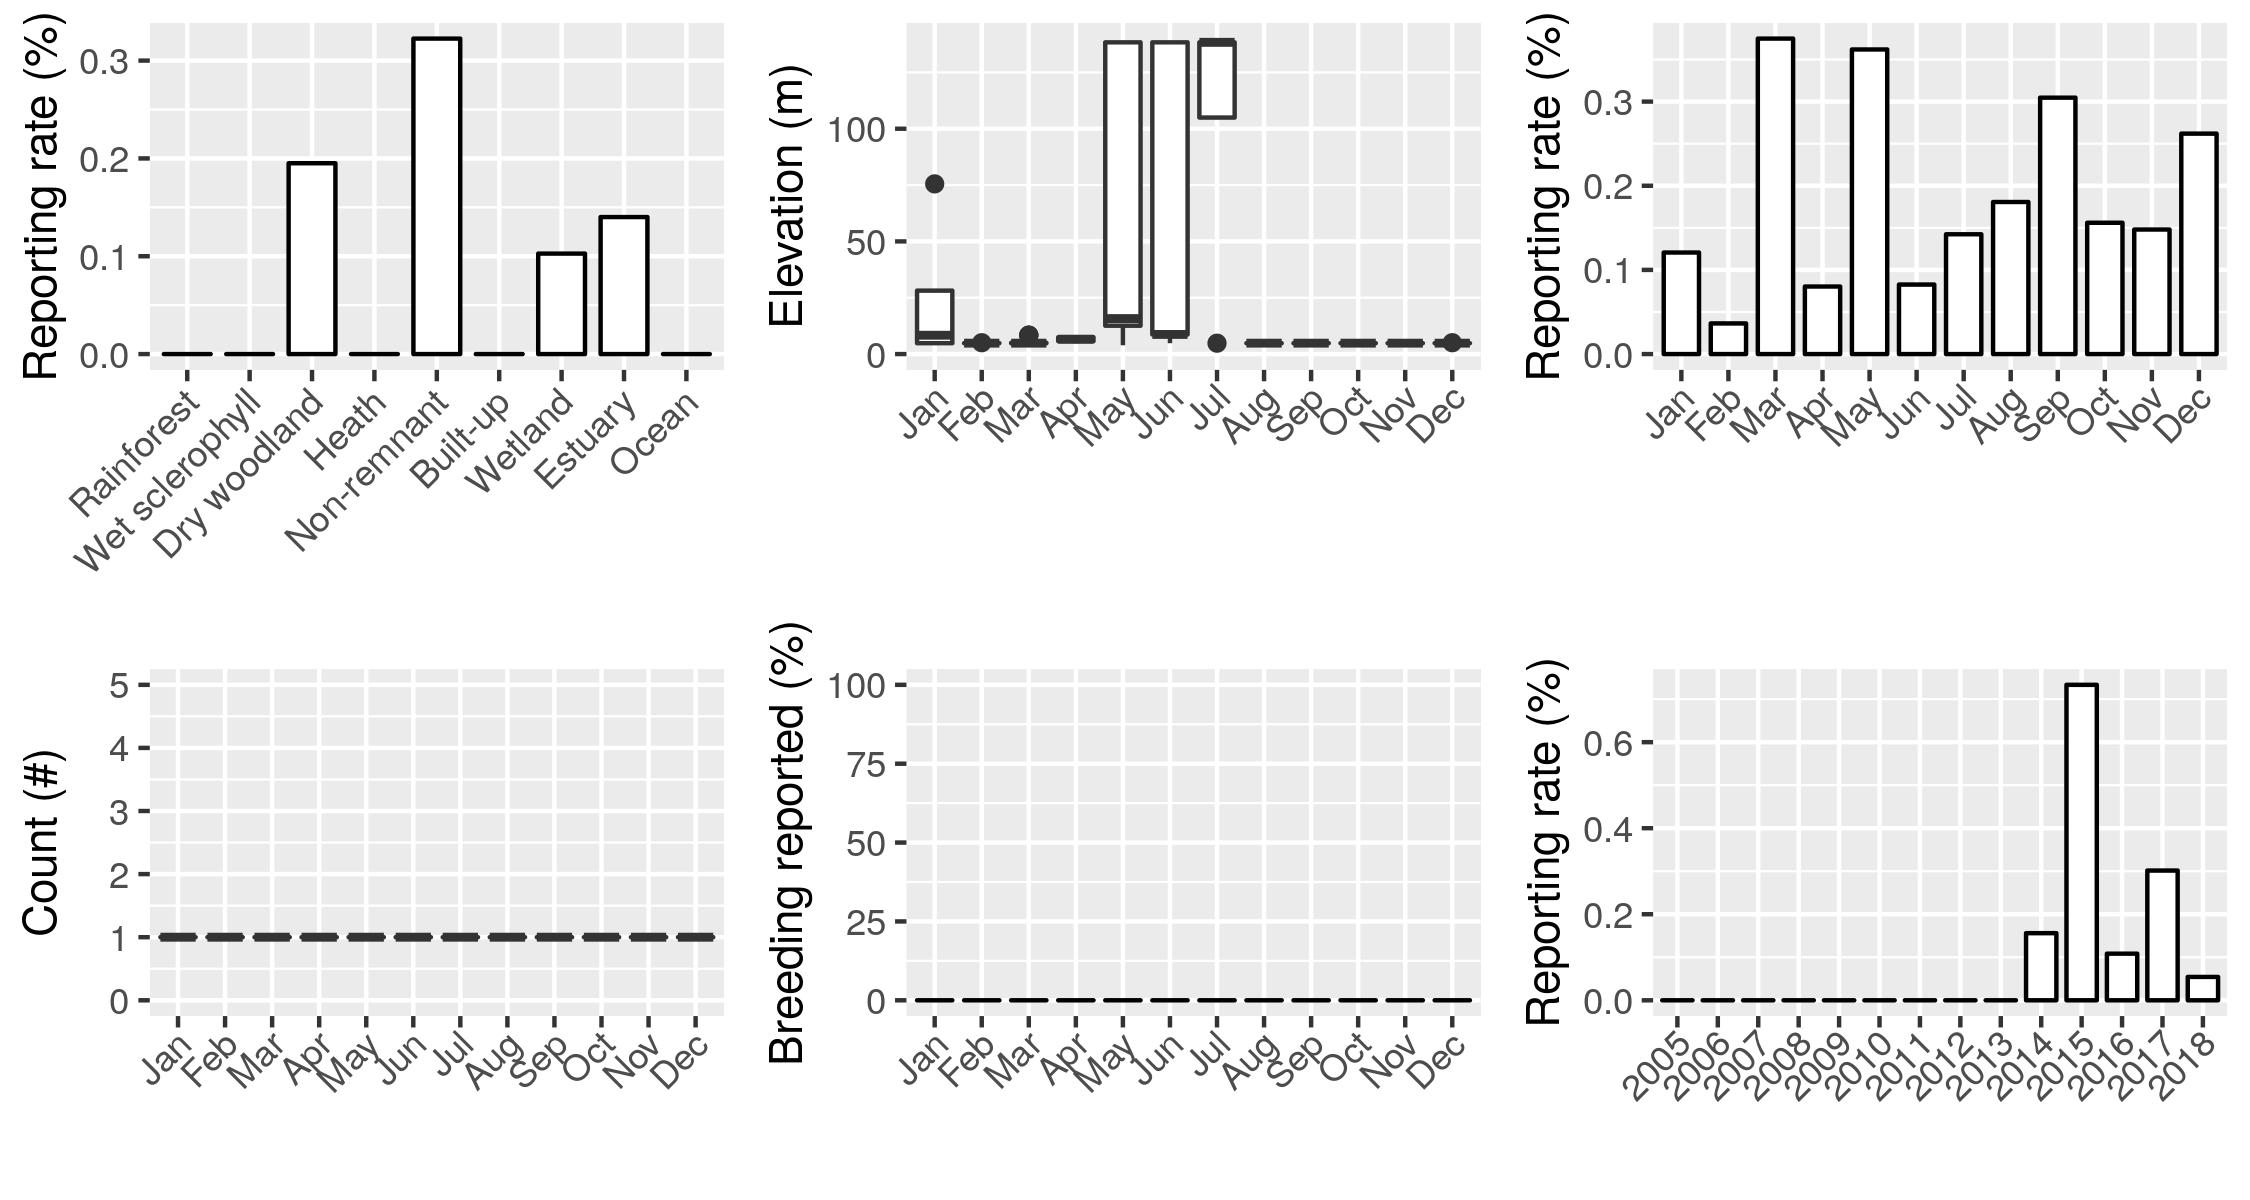 Reporting rate (%)
0.3
0.2
0.1
0.0
Rainforest
Wet sclerophyll
Dry woodland
Heath
Non-remnant
Built-up
Wetland
Estuary
Ocean
Elevation (m)
100
50
0
Jan Feb Mar Apr May Jun Jul Aug Sep Oct Nov Dec
Reporting rate (%)
0.3
0.2
0.1
0.0
Jan Feb Mar Apr May Jun Jul Aug Sep Oct Nov Dec
Count (#)
5
4
3
2
1
0
Jan Feb Mar Apr May Jun Jul Aug Sep Oct Nov Dec
Breeding reported (%)
100
75
50
25
0
Jan Feb Mar Apr May Jun Jul Aug Sep Oct Nov Dec
Reporting rate (%)
0.6
0.4
0.2
0.0
2005 2006 2007 2008 2009 2010 2011 2012 2013 2014 2015 2016 2017 2018